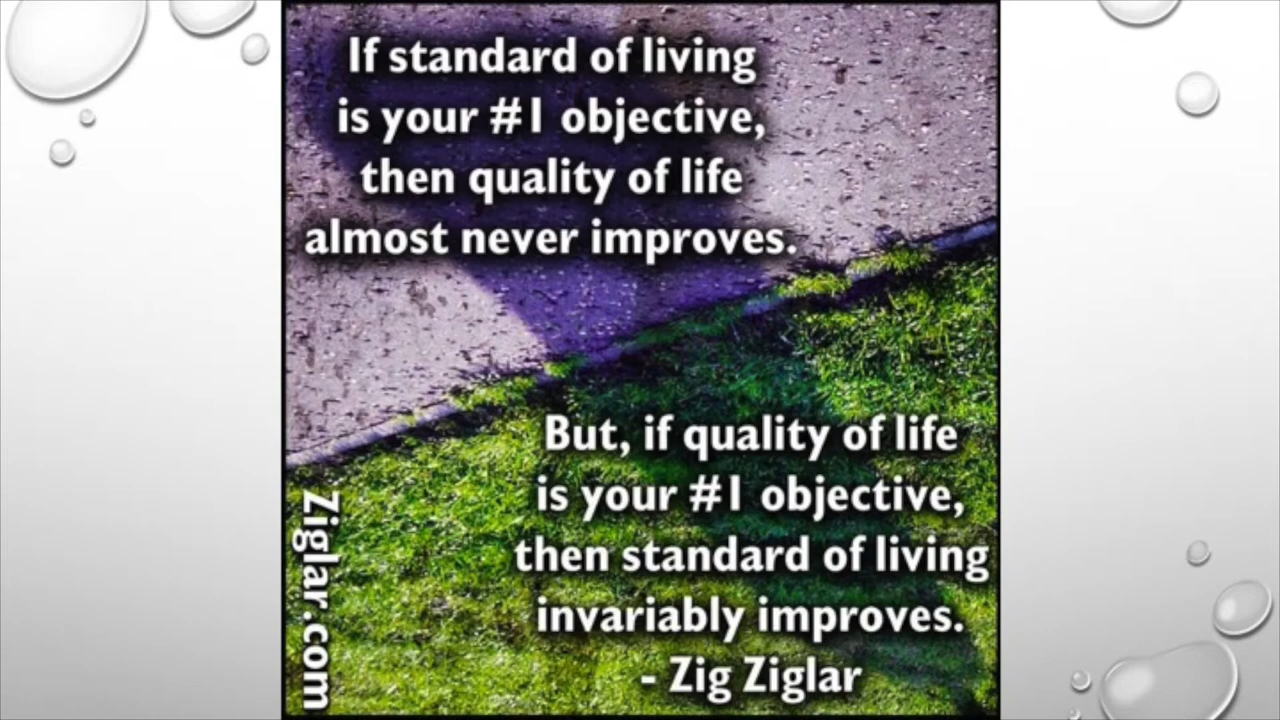 If standard of living
is your #1 objective,
then quality of life
almost never improves.
But, if quality of life
is your #1 objective,
then standard of living
invariably improves.
- Zig Ziglar
Ziglar.com